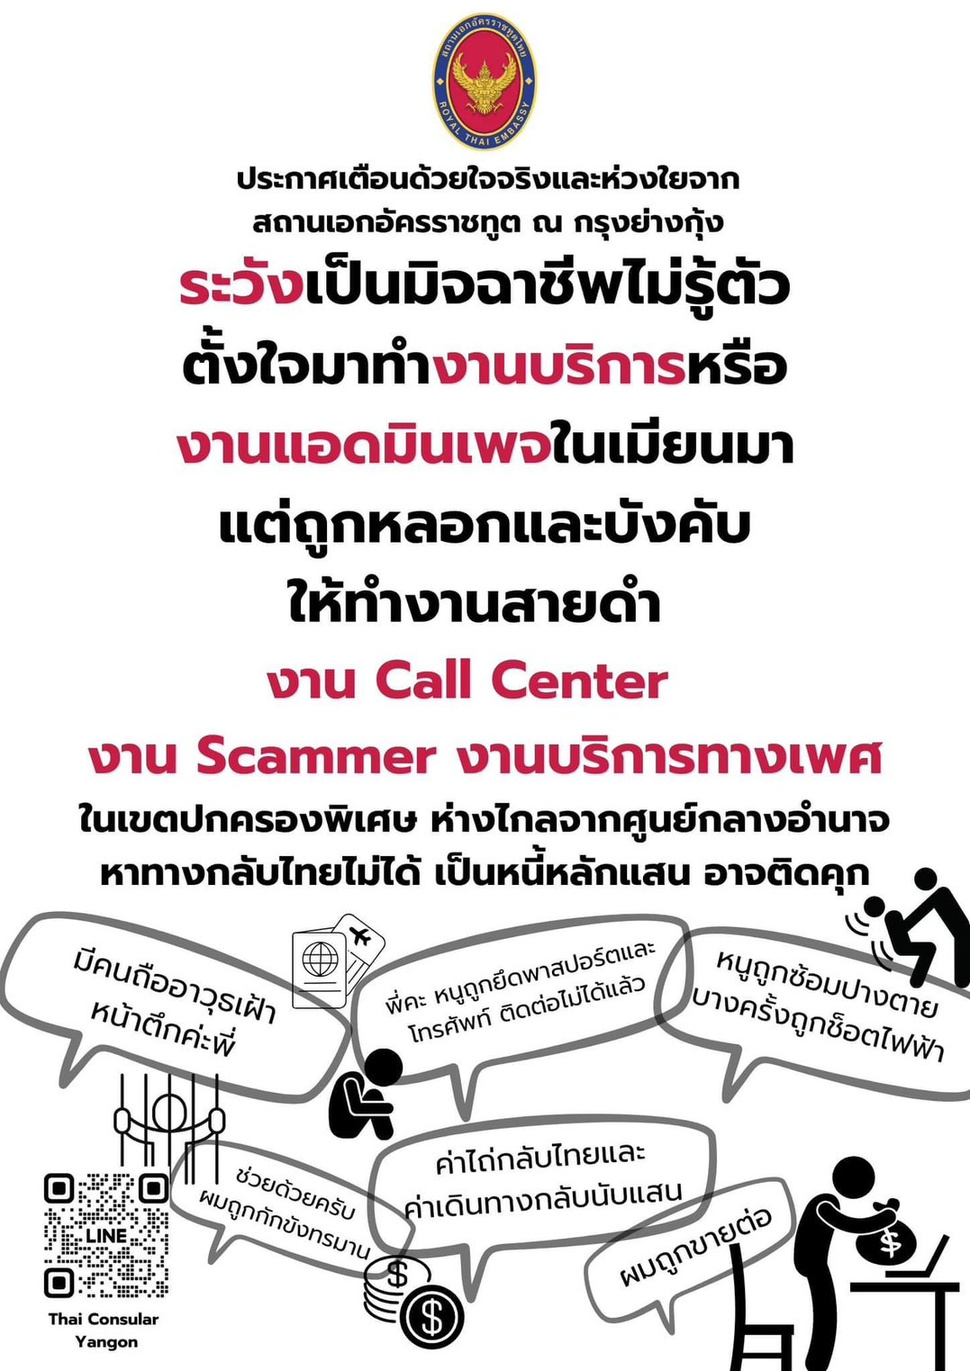 สถานเอกอัครราชทูตไทย
ROYAL THAI EMBASSY
ประกาศเตือนด้วยใจจริงและห่วงใยจาก
สถานเอกอัครราชทูต ณ กรุงย่างกุ้ง
ระวังเป็นมิจฉาชีพไม่รู้ตัว
ตั้งใจมาทำงานบริการหรือ
งานแอดมินเพจในเมียนมา
แต่ถูกหลอกและบังคับ
ให้ทำงานสายดำ
งาน Call Center
งาน Scammer งานบริการทางเพศ
ในเขตปกครองพิเศษ ห่างไกลจากศูนย์กลางอำนาจ
หาทางกลับไทยไม่ได้ เป็นหนี้หลักแสน อาจติดคุก
มีคนถืออาวุธเฝ้า
หน้าตึกค่ะพี่
พี่คะ หนูถูกยึดพาสปอร์ตและ
โทรศัพท์ ติดต่อไม่ได้แล้ว
หนูถูกซ้อมปางตาย
บางครั้งถูกช็อตไฟฟ้า
ช่วยด้วยครับ
ผมถูกกักขังทรมาน
ค่าไถ่กลับไทยและ
ค่าเดินทางกลับนับแสน
ผมถูกขายต่อ
LINE
Thai Consular
Yangon